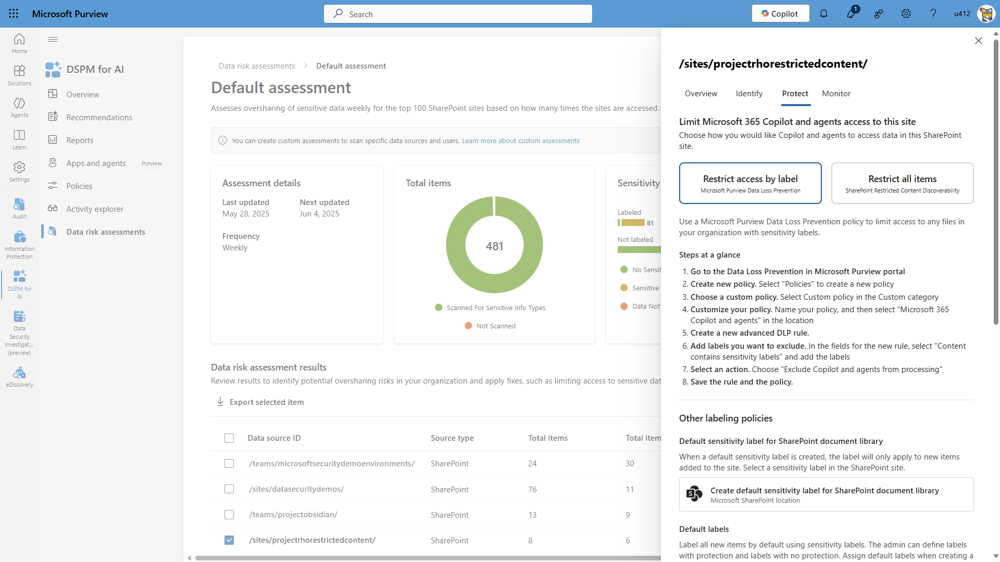 Microsoft Purview
Search
Copilot
1
u412
Home
Solutions
Agents
Learn
Settings
Audit
Information
Protection
DSPM for
AI
Data
Security
Investigat...
(preview)
eDiscovery
DSPM for AI
Overview
Recommendations
Reports
Apps and agents Preview
Policies
Activity explorer
Data risk assessments
Data risk assessments > Default assessment
Default assessment
Assesses oversharing of sensitive data weekly for the top 100 SharePoint sites based on how many times the sites are accessed.
You can create custom assessments to scan specific data sources and users. Learn more about custom assessments
Assessment details
Last updated Next updated
May 28, 2025 Jun 4, 2025
Frequency
Weekly
Total items
481
Scanned For Sensitive Info Types
Not Scanned
Sensitivity
Labeled
81
Not labeled
No Sensit
Sensitive
Data Not
Data risk assessment results
Review results to identify potential oversharing risks in your organization and apply fixes, such as limiting access to sensitive dat
Export selected item
Data source ID Source type Total items Total item
/teams/microsoftsecuritydemoenvironments/ SharePoint 24 30
/sites/datasecuritydemos/ SharePoint 76 11
/teams/projectobsidian/ SharePoint 13 9
/sites/projectrhorestrictedcontent/ SharePoint 8 6
/sites/projectrhorestrictedcontent/
Overview Identify Protect Monitor
Limit Microsoft 365 Copilot and agents access to this site
Choose how you would like Copilot and agents to access data in this SharePoint
site.
Restrict access by label
Microsoft Purview Data Loss Prevention
Restrict all items
SharePoint Restricted Content Discoverability
Use a Microsoft Purview Data Loss Prevention policy to limit access to any files in
your organization with sensitivity labels.
Steps at a glance
1. Go to the Data Loss Prevention in Microsoft Purview portal
2. Create new policy. Select "Policies" to create a new policy
3. Choose a custom policy. Select Custom policy in the Custom category
4. Customize your policy. Name your policy, and then select "Microsoft 365
Copilot and agents" in the location
5. Create a new advanced DLP rule.
6. Add labels you want to exclude. In the fields for the new rule, select "Content
contains sensitivity labels" and add the labels
7. Select an action. Choose "Exclude Copilot and agents from processing"
8. Save the rule and the policy.
Other labeling policies
Default sensitivity label for SharePoint document library
When a default sensitivity label is created, the label will only apply to new items
added to the site. Select a sensitivity label in the SharePoint site.
Create default sensitivity label for SharePoint document library
Microsoft SharePoint location
Default labels
Label all new items by default using sensitivity labels. The admin can define labels
with protection and labels with no protection. Assign default labels when creating a